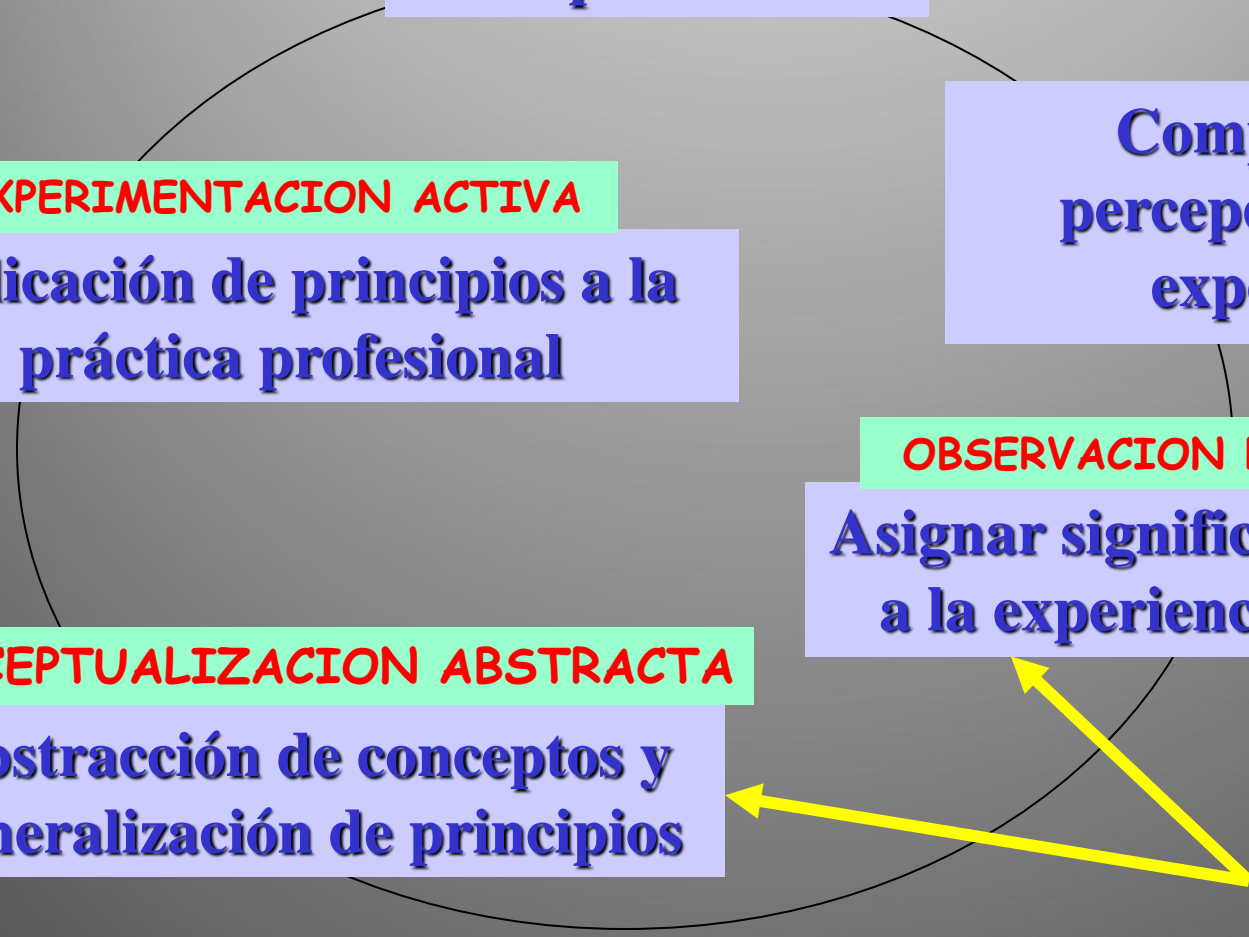 XPERIMENTACION ACTIVA
licación de principios a la
práctica profesional
Com
percep
exp
OBSERVACION
Asignar signific
a la experienc
CEPTUALIZACION ABSTRACTA
bstracción de conceptos y
neralización de principios